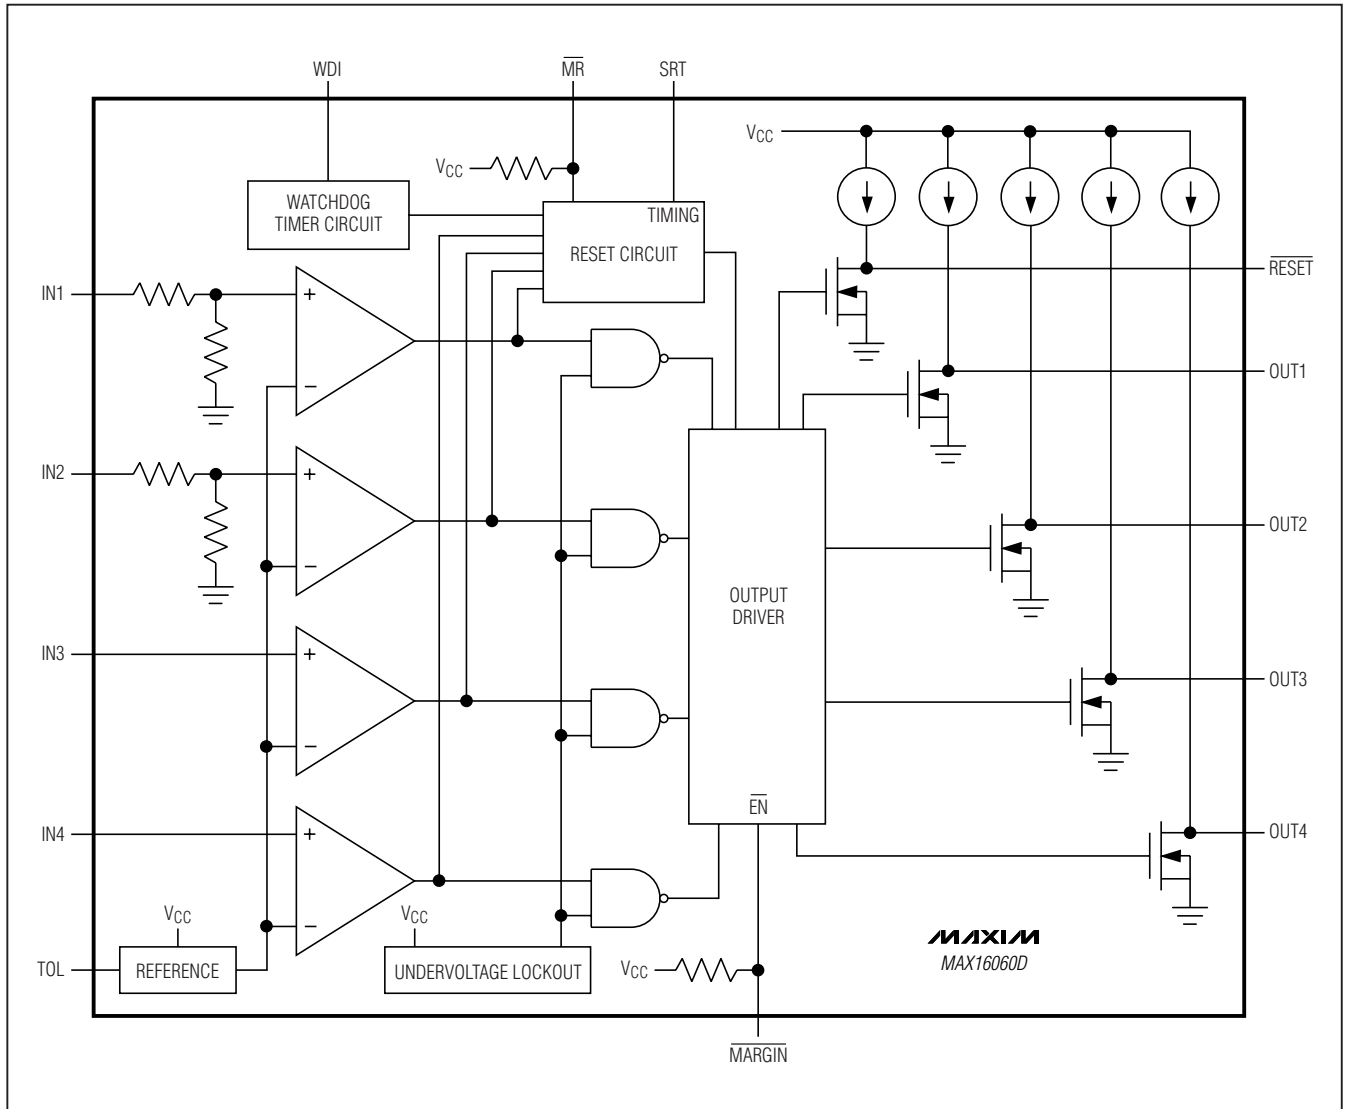 WDI
MR
SRT
VCC
VCC
WATCHDOG
TIMER CIRCUIT
TIMING
RESET CIRCUIT
RESET
IN1
+
−
OUT1
IN2
+
−
OUT2
OUTPUT
DRIVER
IN3
+
−
OUT3
EN
IN4
+
−
OUT4
VCC
VCC
MAXIM
MAX16060D
TOL
REFERENCE
UNDERVOLTAGE LOCKOUT
VCC
MARGIN